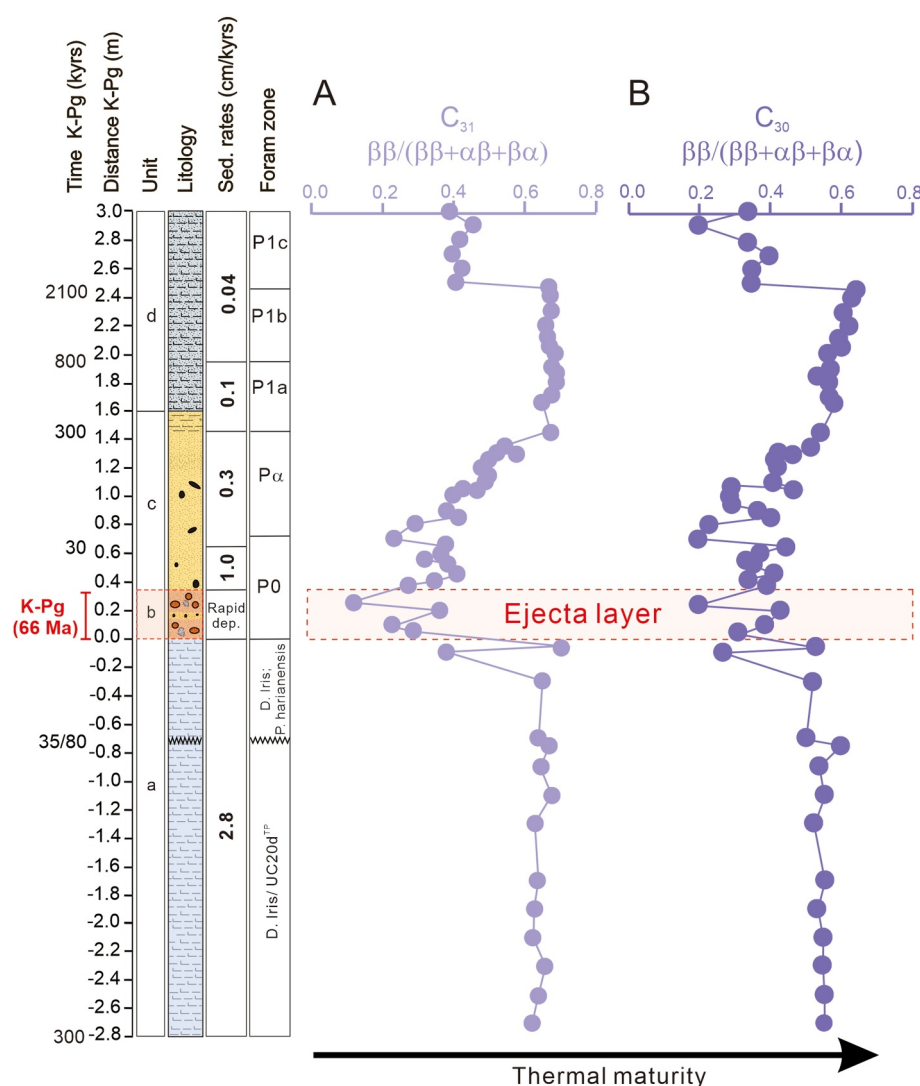 Time K-Pg (kyrs)
Distance K-Pg (m)
Unit
Litology
Sed. rates (cm/kyrs)
Foram zone
A
C31
ββ/(ββ+αβ+βα)
0.0 0.2 0.4 0.6 0.8
B
C30
ββ/(ββ+αβ+βα)
0.0 0.2 0.4 0.6 0.8
3.0
2.8
2.6
2.4
2.2
2.0
1.8
1.6
1.4
1.2
1.0
0.8
0.6
0.4
0.2
0.0
-0.2
-0.4
-0.6
-0.8
-1.0
-1.2
-1.4
-1.6
-1.8
-2.0
-2.2
-2.4
-2.6
-2.8
2100
800
300
30
K-Pg
(66 Ma)
35/80
300
d
c
b
a
0.04
0.1
0.3
1.0
Rapid
dep.
2.8
P1c
P1b
P1a
Pα
P0
D. Iris;
P. harianensis
D. Iris/ UC20dTP
Ejecta layer
Thermal maturity